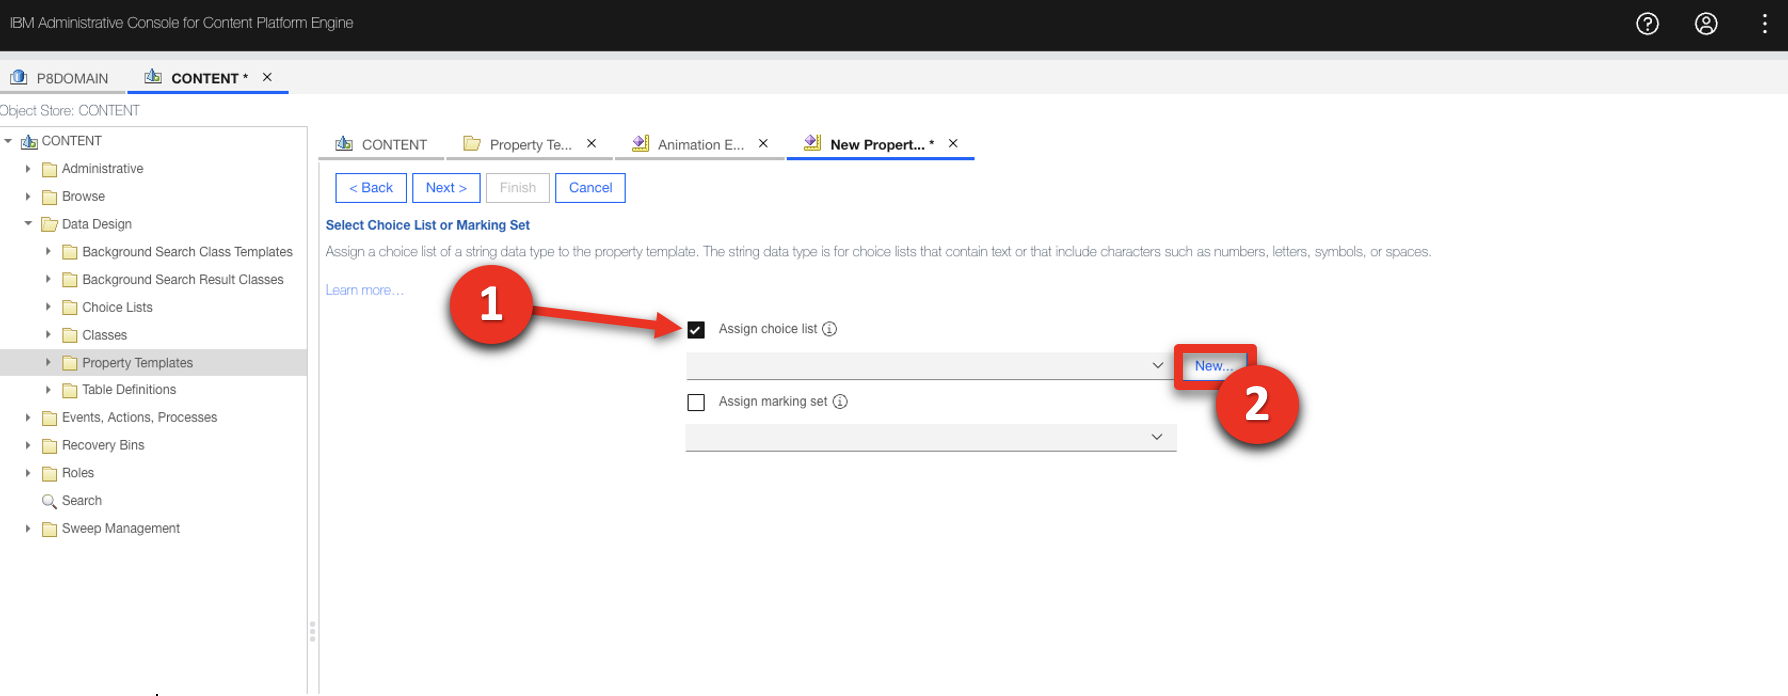 IBM Administrative Console for Content Platform Engine
P8DOMAIN
CONTENT *
Object Store: CONTENT
CONTENT
Administrative
Browse
Data Design
Background Search Class Templates
Background Search Result Classes
Choice Lists
Classes
Property Templates
Table Definitions
Events, Actions, Processes
Recovery Bins
Roles
Search
Sweep Management
CONTENT
Property Te...
Animation E...
New Propert... *
< Back
Next >
Finish
Cancel
Select Choice List or Marking Set
Assign a choice list of a string data type to the property template. The string data type is for choice lists that contain text or that include characters such as numbers, letters, symbols, or spaces.
Learn more...
1
Assign choice list
New...
2
Assign marking set